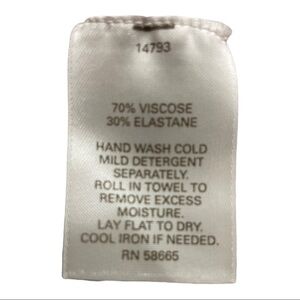 14793
70% VISCOSE
30% ELASTANE
HAND WASH COLD
MILD DETERGENT
SEPARATELY.
ROLL IN TOWEL TO
REMOVE EXCESS
MOISTURE.
LAY FLAT TO DRY.
COOL IRON IF NEEDED.
RN 58665